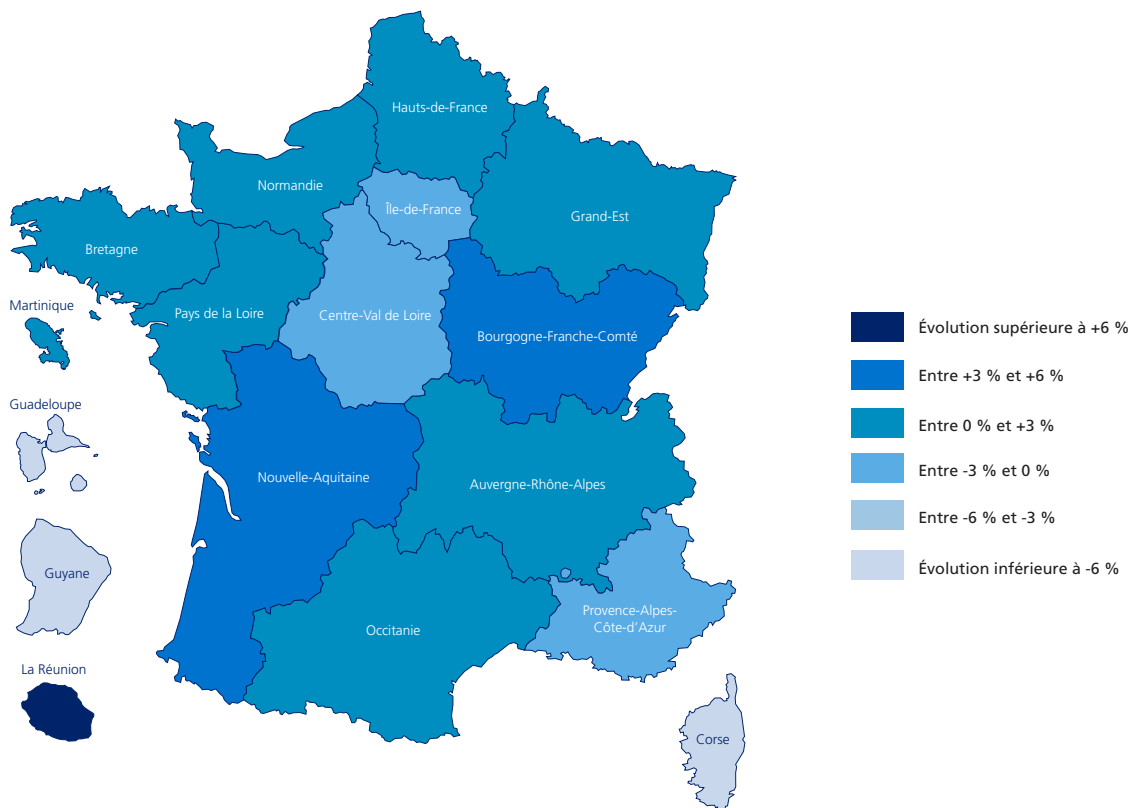 Hauts-de-France
Normandie
Île-de-France
Grand-Est
Bretagne
Martinique
Pays de la Loire
Centre-Val de Loire
Bourgogne-Franche-Comté
Guadeloupe
Nouvelle-Aquitaine
Auvergne-Rhône-Alpes
Guyane
Provence-Alpes-
Côte-d'Azur
Occitanie
La Réunion
Corse
Évolution supérieure à +6 %
Entre +3 % et +6 %
Entre 0 % et +3 %
Entre -3 % et 0 %
Entre -6 % et -3 %
Évolution inférieure à -6 %